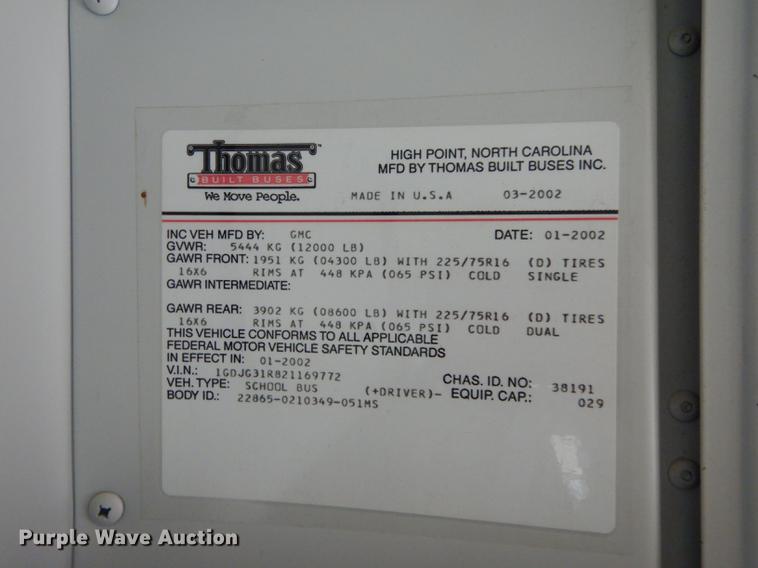 Thomas
BUILT BUSES
We Move People.
HIGH POINT, NORTH CAROLINA
MFD BY THOMAS BUILT BUSES INC.
MADE IN U.S.A 03-2002
INC VEH MFD BY: GMC DATE: 01-2002
GVWR: 5444 KG (12000 LB)
GAWR FRONT: 1951 KG (04300 LB) WITH 225/75R16 (D) TIRES
16X6 RIMS AT 448 KPA (065 PSI) COLD SINGLE
GAWR INTERMEDIATE:
GAWR REAR: 3902 KG (08600 LB) WITH 225/75R16 (D) TIRES
16X6 RIMS AT 448 KPA (065 PSI) COLD DUAL
THIS VEHICLE CONFORMS TO ALL APPLICABLE
FEDERAL MOTOR VEHICLE SAFETY STANDARDS
IN EFFECT IN: 01-2002
V.I.N.: 1GDJG31R821169772 CHAS. ID. NO: 38191
VEH. TYPE: SCHOOL BUS (+DRIVER)- EQUIP. CAP.: 029
BODY ID.: 22865-0210349-051MS
Purple Wave Auction